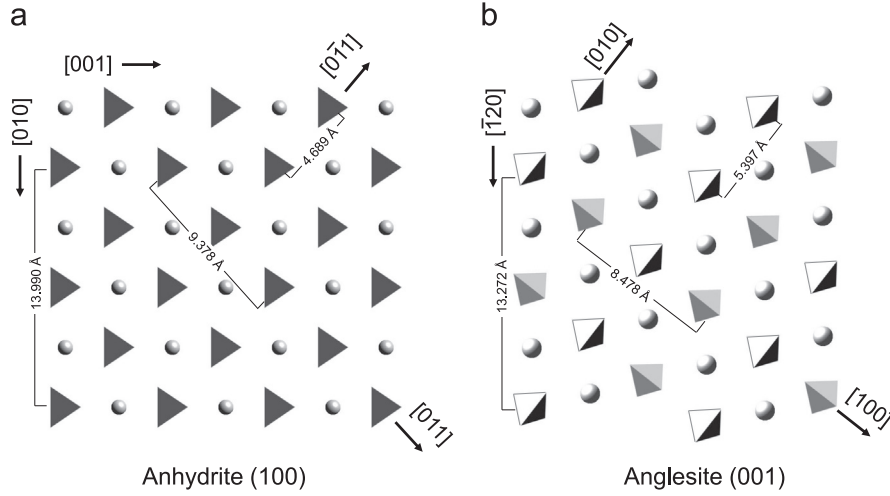 a
[001]
[01̄1]
[010]
4.689 Å
9.378 Å
13.990 Å
[011]
Anhydrite (100)
b
[010]
[1̄20]
5.397 Å
8.478 Å
13.272 Å
[100]
Anglesite (001)